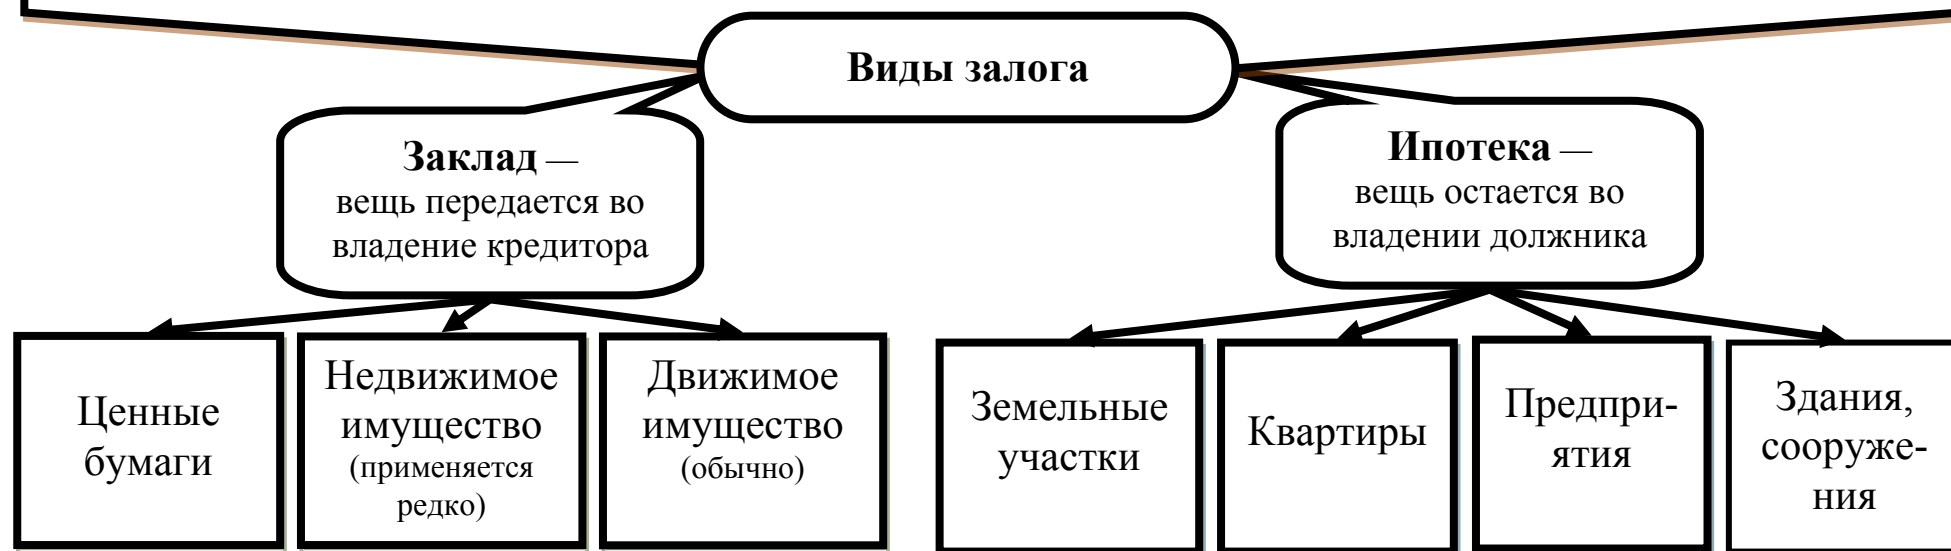 Виды залога
Заклад —
вещь передается во
владение кредитора
Ипотека —
вещь остается во
владении должника
Ценные
бумаги
Недвижимое
имущество
(применяется
редко)
Движимое
имущество
(обычно)
Земельные
участки
Квартиры
Предпри-
ятия
Здания,
сооруже-
ния